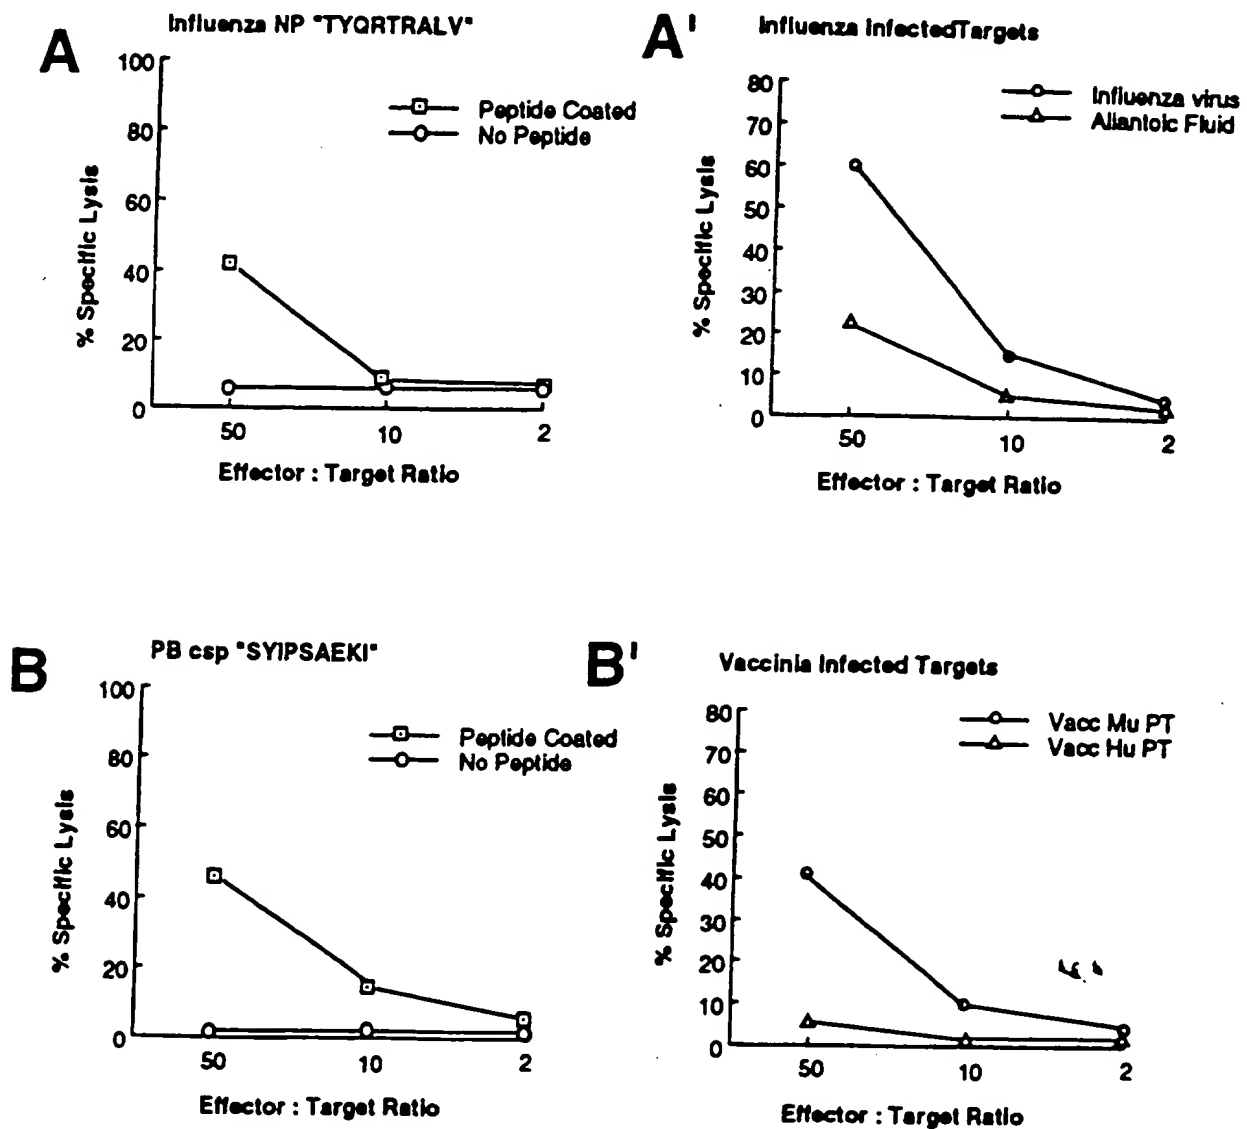 A
Influenza NP "TYQRTRALV"
100
80
60
40
20
0
% Specific Lysis
Peptide Coated
No Peptide
50 10 2
Effector : Target Ratio
A'
Influenza InfectedTargets
80
70
60
50
40
30
20
10
0
% Specific Lysis
Influenza virus
Allantoic Fluid
50 10 2
Effector : Target Ratio
B
PB csp "SYIPSAEKI"
100
80
60
40
20
0
% Specific Lysis
Peptide Coated
No Peptide
50 10 2
Effector : Target Ratio
B'
Vaccinia Infected Targets
80
70
60
50
40
30
20
10
0
% Specific Lysis
Vacc Mu PT
Vacc Hu PT
50 10 2
Effector : Target Ratio